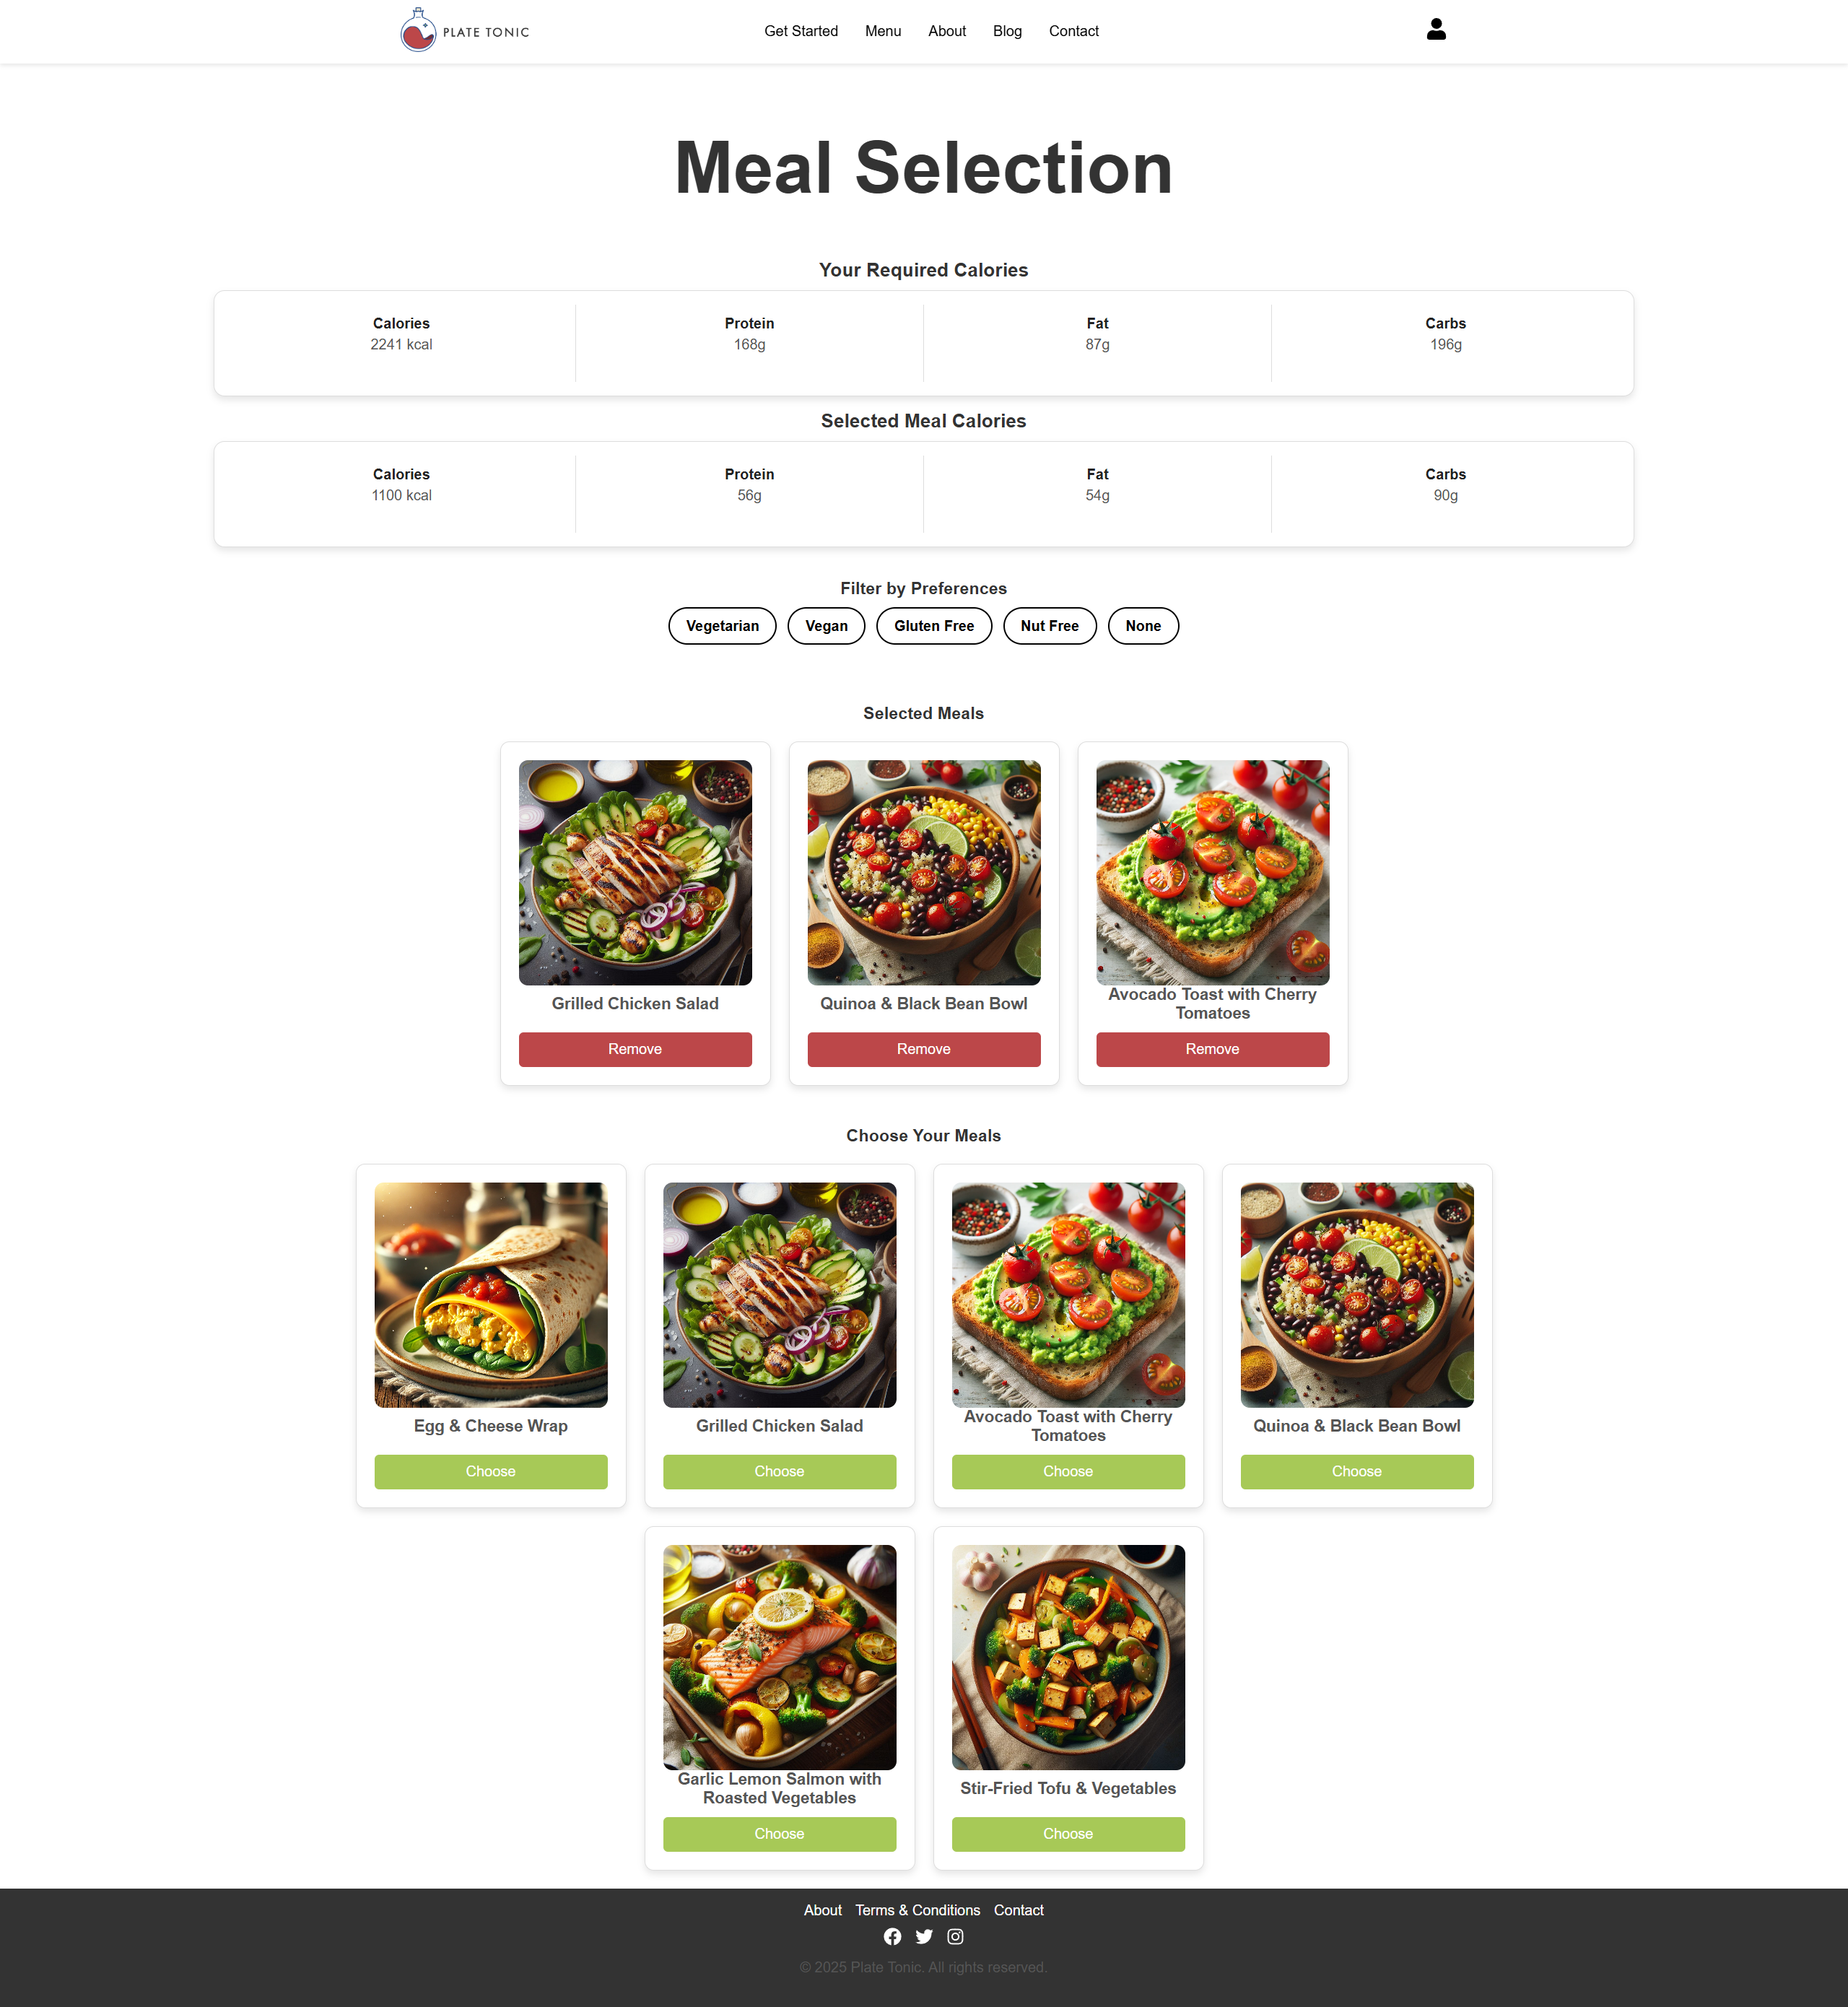 PLATE TONIC
Get Started Menu About Blog Contact
Meal Selection
Your Required Calories
Calories Protein Fat Carbs
2241 kcal 168g 87g 196g
Selected Meal Calories
Calories Protein Fat Carbs
1100 kcal 56g 54g 90g
Filter by Preferences
Vegetarian Vegan Gluten Free Nut Free None
Selected Meals
Grilled Chicken Salad
Remove
Quinoa & Black Bean Bowl
Remove
Avocado Toast with Cherry
Tomatoes
Remove
Choose Your Meals
Egg & Cheese Wrap
Choose
Grilled Chicken Salad
Choose
Avocado Toast with Cherry
Tomatoes
Choose
Quinoa & Black Bean Bowl
Choose
Garlic Lemon Salmon with
Roasted Vegetables
Choose
Stir-Fried Tofu & Vegetables
Choose
About Terms & Conditions Contact
© 2025 Plate Tonic. All rights reserved.